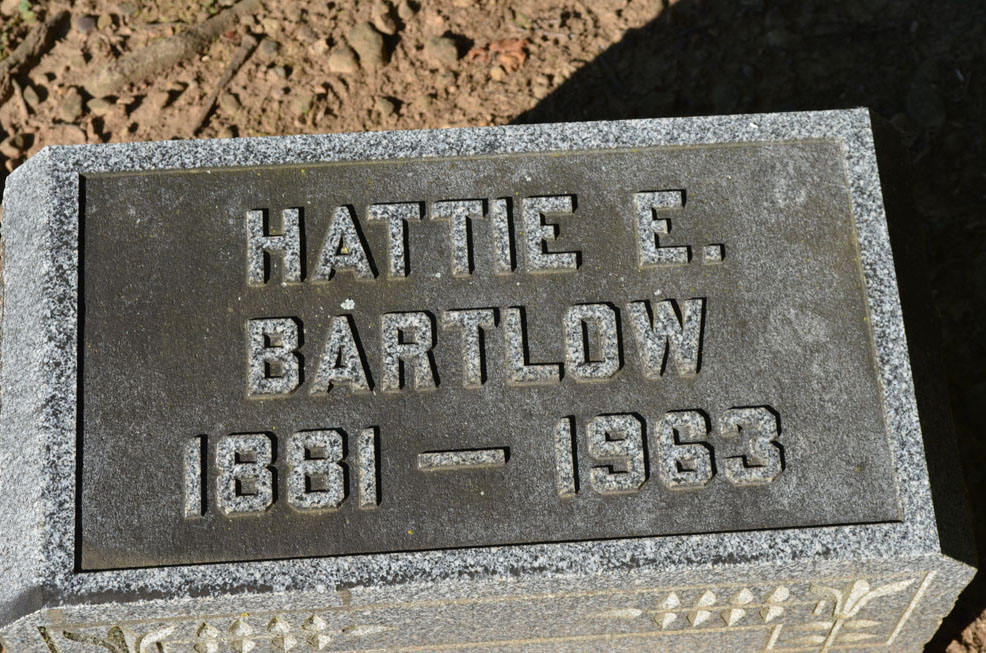 HATTIE E.
BARTLOW
1881 — 1963